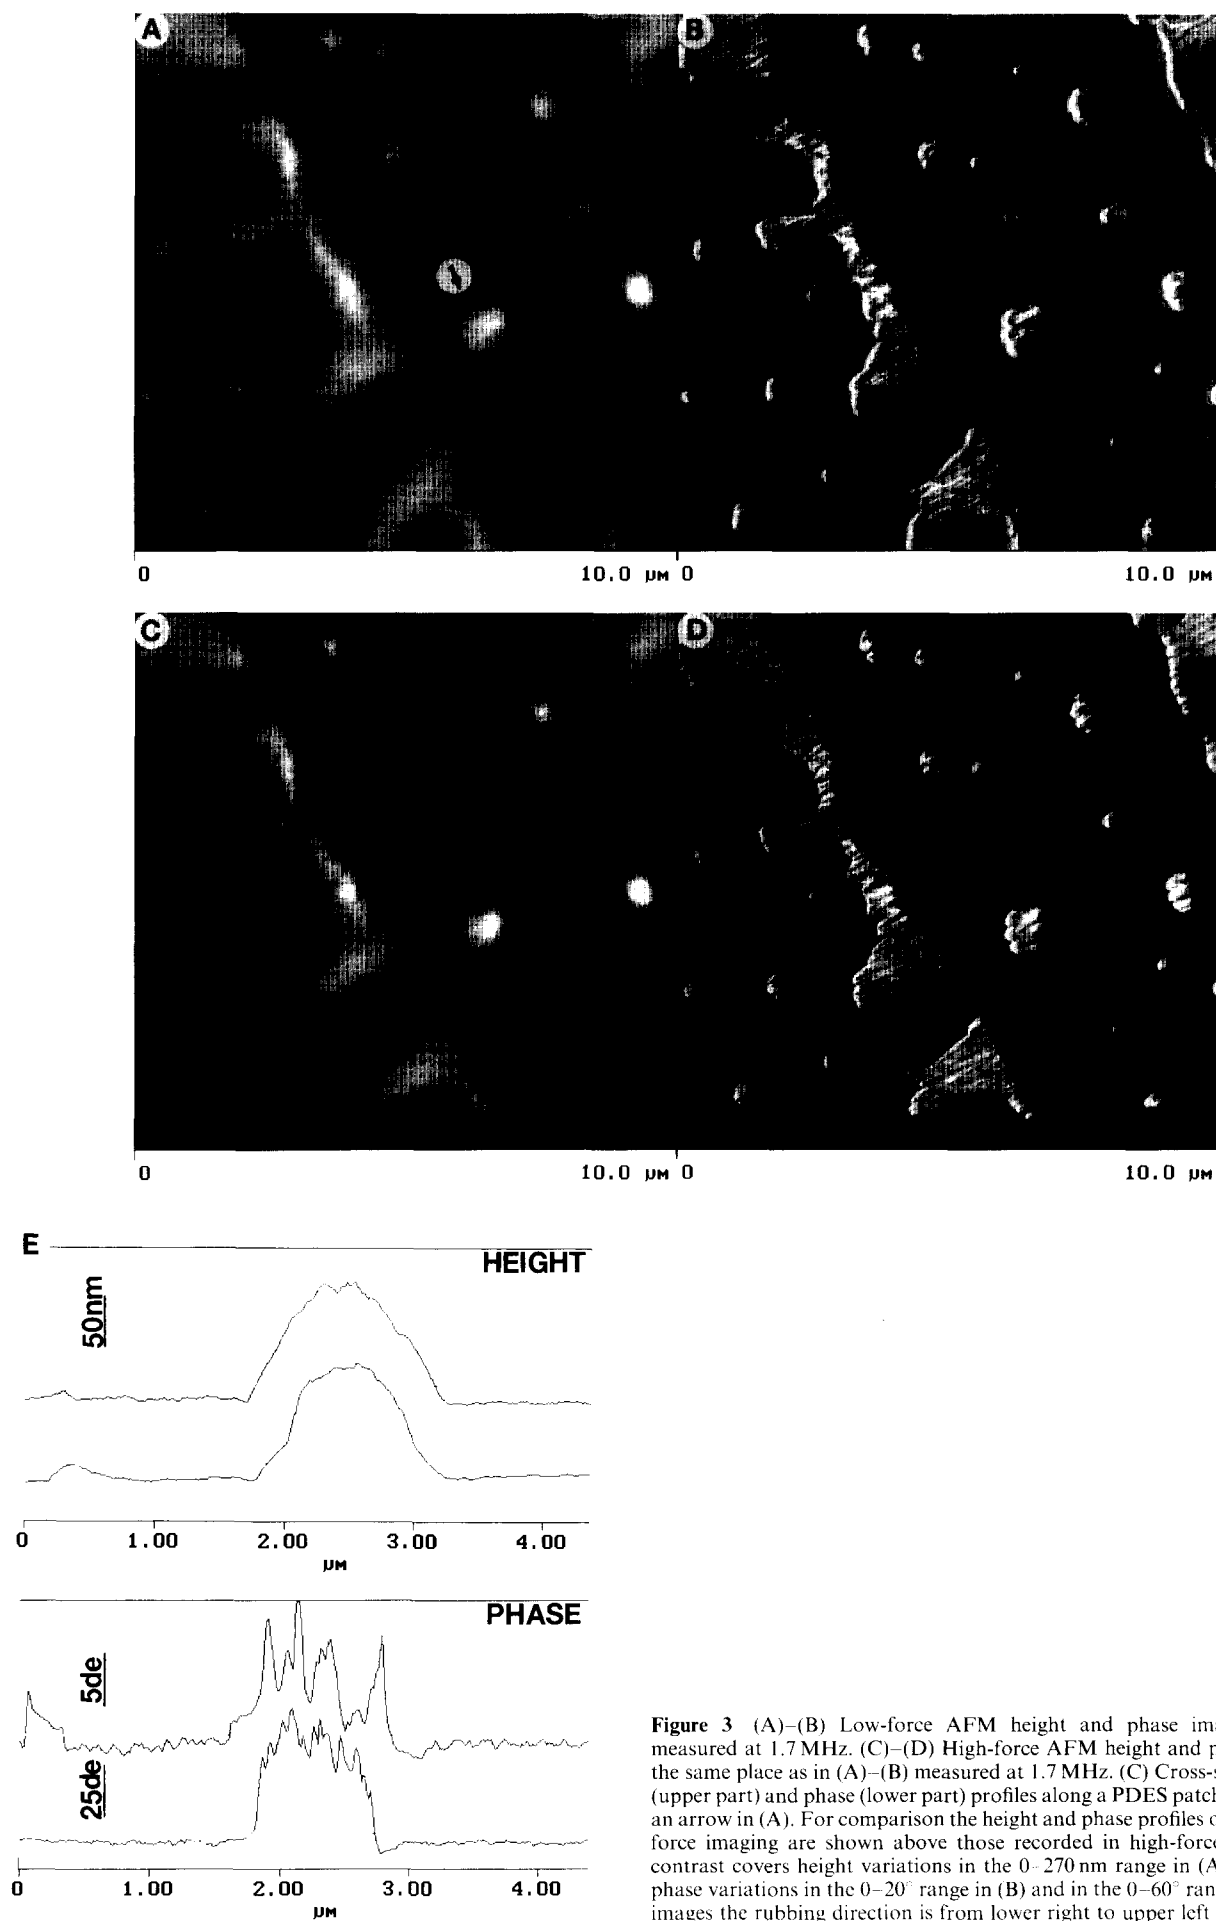 A B
0 10.0 µM 0 10.0 µM
C D
0 10.0 µM 0 10.0 µM
E HEIGHT
50nm
0 1.00 2.00 3.00 4.00
µM
PHASE
5de
25de
0 1.00 2.00 3.00 4.00
µM
Figure 3 (A)–(B) Low-force AFM height and phase ima
measured at 1.7 MHz. (C)–(D) High-force AFM height and p
the same place as in (A)–(B) measured at 1.7 MHz. (C) Cross-s
(upper part) and phase (lower part) profiles along a PDES patch
an arrow in (A). For comparison the height and phase profiles o
force imaging are shown above those recorded in high-force
contrast covers height variations in the 0–270 nm range in (A
phase variations in the 0–20° range in (B) and in the 0–60° ran
images the rubbing direction is from lower right to upper left